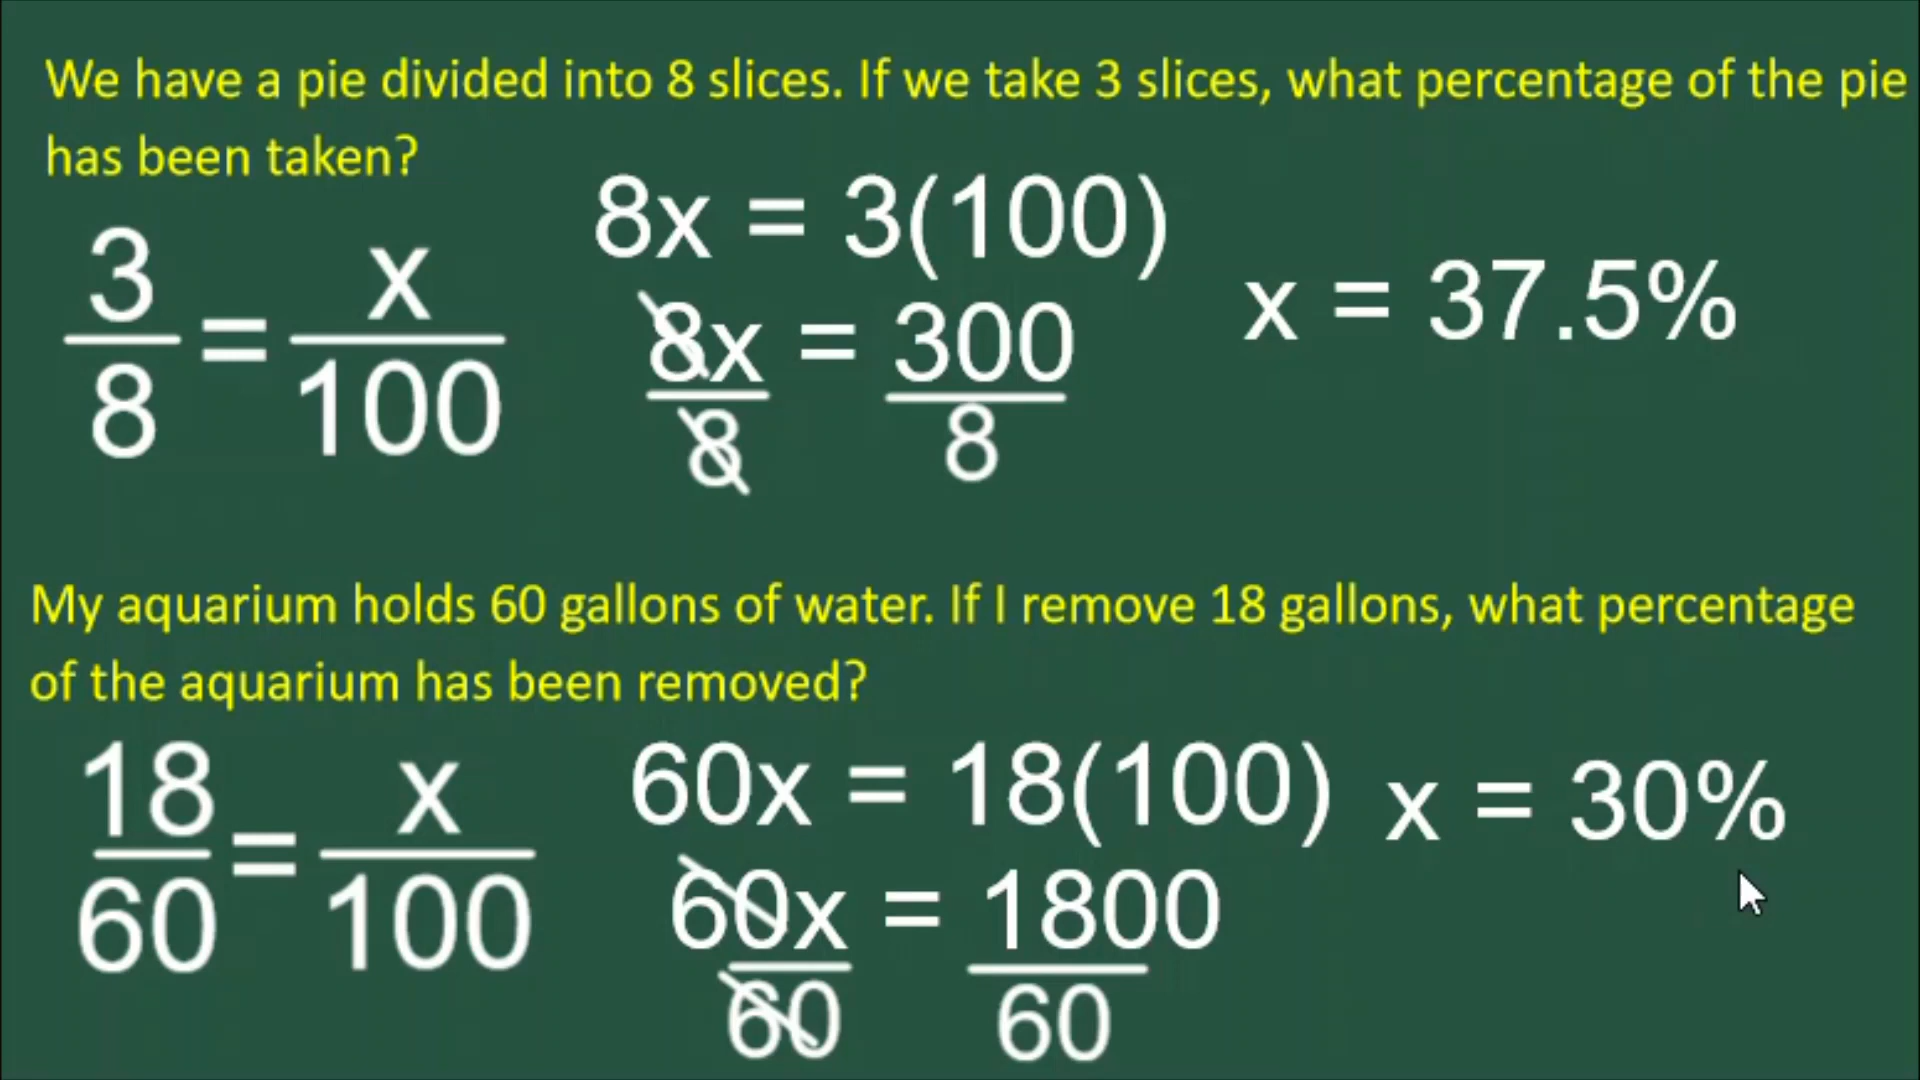 We have a pie divided into 8 slices. If we take 3 slices, what percentage of the pie
has been taken?
3/8 = x/100
8x = 3(100)
8x/8 = 300/8
x = 37.5%
My aquarium holds 60 gallons of water. If I remove 18 gallons, what percentage
of the aquarium has been removed?
18/60 = x/100
60x = 18(100)
60x/60 = 1800/60
x = 30%